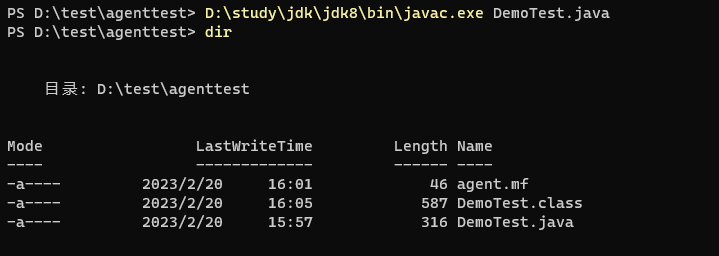 PS D:\test\agenttest> D:\study\jdk\jdk8\bin\javac.exe DemoTest.java
PS D:\test\agenttest> dir
目录: D:\test\agenttest
Mode LastWriteTime Length Name
---- ------------- ------ ----
-a---- 2023/2/20 16:01 46 agent.mf
-a---- 2023/2/20 16:05 587 DemoTest.class
-a---- 2023/2/20 15:57 316 DemoTest.java